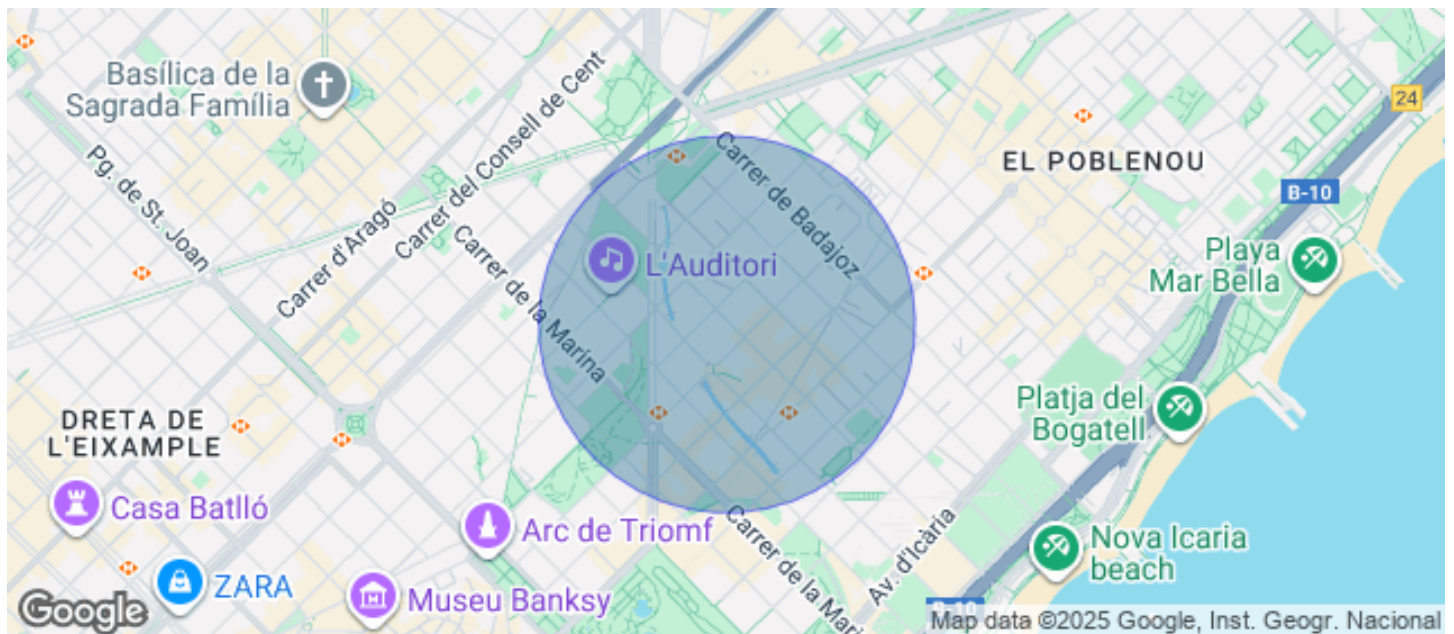 Basílica de la
Sagrada Família
Carrer del Consell de Cent
24
Carrer de Badajoz
EL POBLENOU
Pg. de St. Joan
B-10
Carrer d'Aragó
L'Auditori
Playa
Mar Bella
Carrer de la Marina
DRETA DE
L'EIXAMPLE
Platja del
Bogatell
Casa Batlló
Arc de Triomf
Carrer de la Mari
Av. d'Icària
Nova Icaria
beach
ZARA
Museu Banksy
B-10
Google
Map data ©2025 Google, Inst. Geogr. Nacional